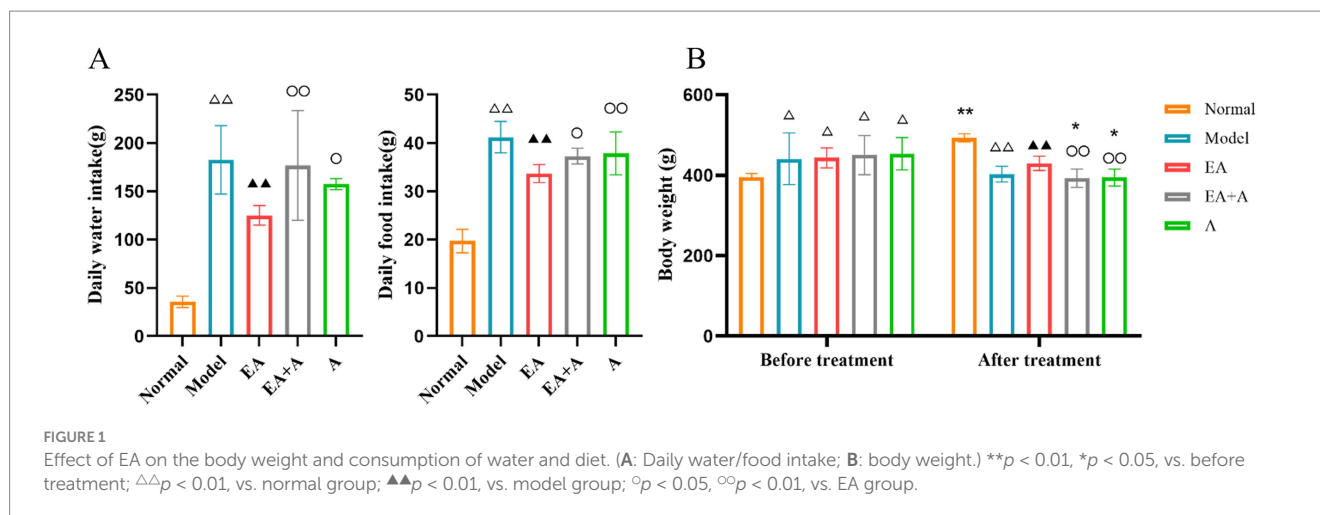 A
Daily water intake(g)
250
200
150
100
50
0
△△
▲▲
○○
○
Normal
Model
EA
EA+A
A
Daily food intake(g)
50
40
30
20
10
0
△△
▲▲
○
○○
Normal
Model
EA
EA+A
A
B
Body weight (g)
600
400
200
0
△
△
△
△
**
△△
▲▲
*
○○
*
○○
Before treatment
After treatment
Normal
Model
EA
EA+A
A
FIGURE 1
Effect of EA on the body weight and consumption of water and diet. (A: Daily water/food intake; B: body weight.) **p < 0.01, *p < 0.05, vs. before
treatment; △△p < 0.01, vs. normal group; ▲▲p < 0.01, vs. model group; ○p < 0.05, ○○p < 0.01, vs. EA group.